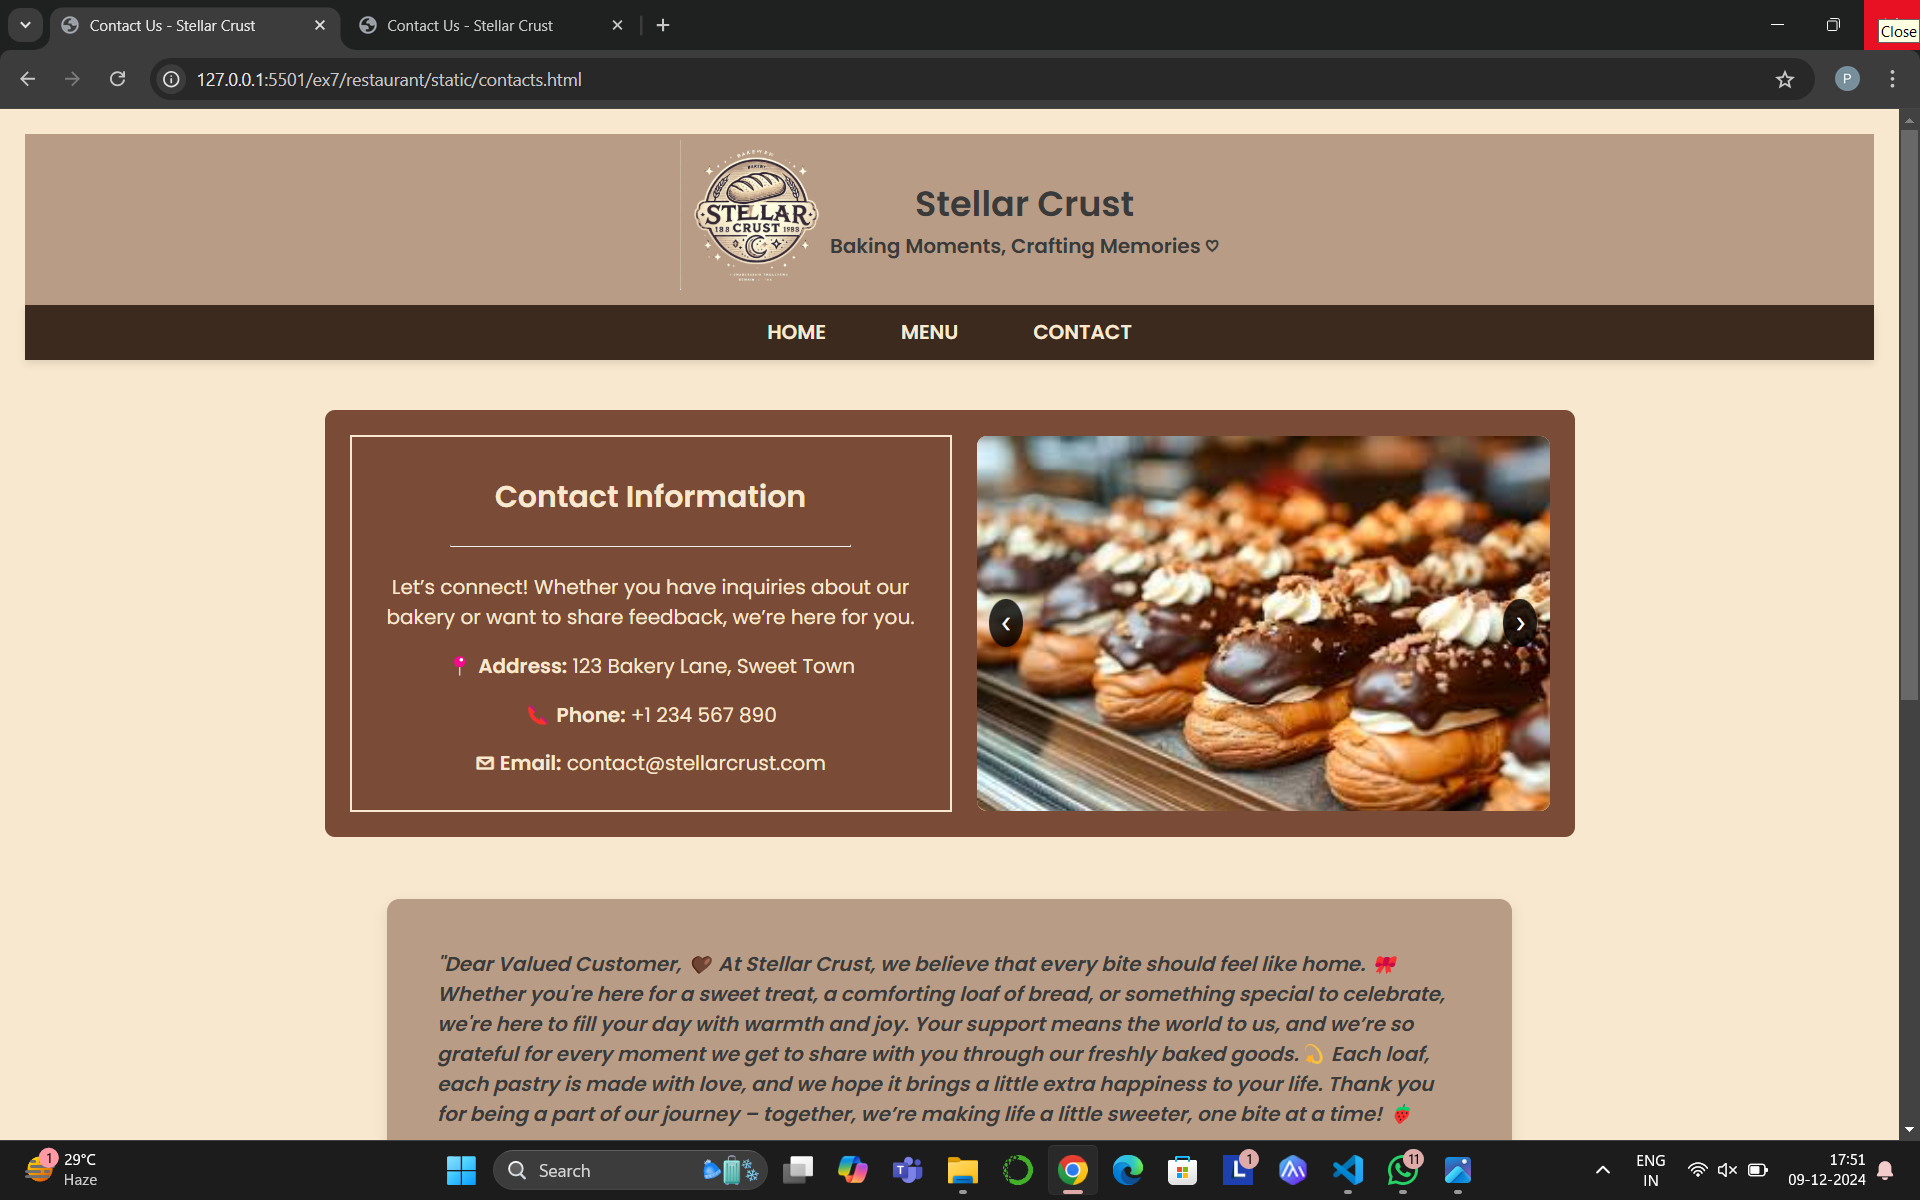 Contact Us - Stellar Crust
Contact Us - Stellar Crust
Close
127.0.0.1:5501/ex7/restaurant/static/contacts.html
P
BAKERY
STELLAR
CRUST
Stellar Crust
Baking Moments, Crafting Memories ♡
HOME MENU CONTACT
Contact Information
Let’s connect! Whether you have inquiries about our
bakery or want to share feedback, we’re here for you.
📍 Address: 123 Bakery Lane, Sweet Town
📞 Phone: +1 234 567 890
✉ Email: contact@stellarcrust.com
❮ ❯
"Dear Valued Customer, 🤎 At Stellar Crust, we believe that every bite should feel like home. 🎀
Whether you're here for a sweet treat, a comforting loaf of bread, or something special to celebrate,
we're here to fill your day with warmth and joy. Your support means the world to us, and we’re so
grateful for every moment we get to share with you through our freshly baked goods. 💫 Each loaf,
each pastry is made with love, and we hope it brings a little extra happiness to your life. Thank you
for being a part of our journey – together, we’re making life a little sweeter, one bite at a time! 🍓
1
29°C
Haze
Search
L
1
11
ENG
IN
17:51
09-12-2024